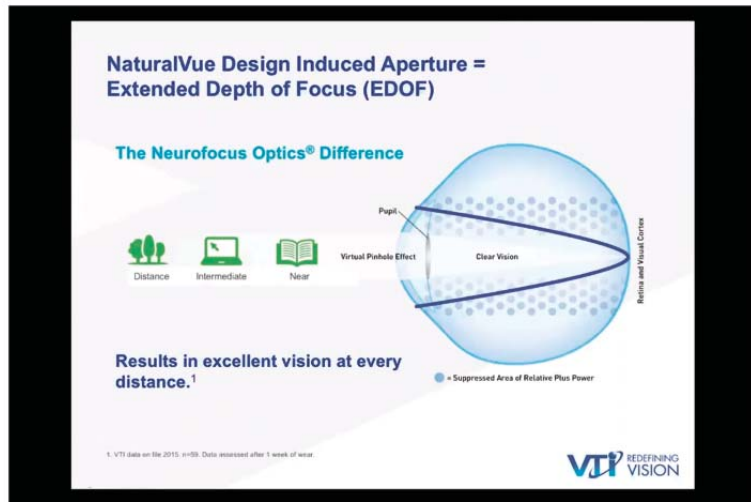 NaturalVue Design Induced Aperture =
Extended Depth of Focus (EDOF)
The Neurofocus Optics® Difference
Pupil
Distance
Intermediate
Near
Virtual Pinhole Effect
Clear Vision
Retina and Visual Cortex
Results in excellent vision at every
distance.1
= Suppressed Area of Relative Plus Power
1. VTI data on file 2015. n=59. Data assessed after 1 week of wear.
VTI REDEFINING
VISION